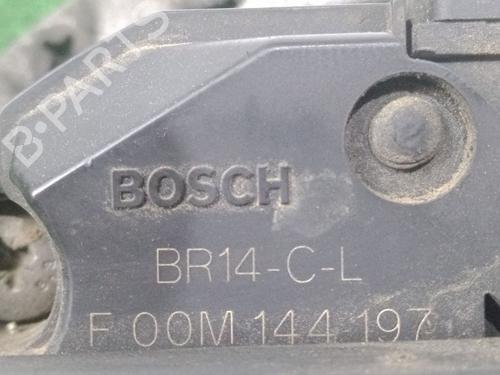 B-PARTS
BOSCH
BR14-C-L
F 00M 144 197